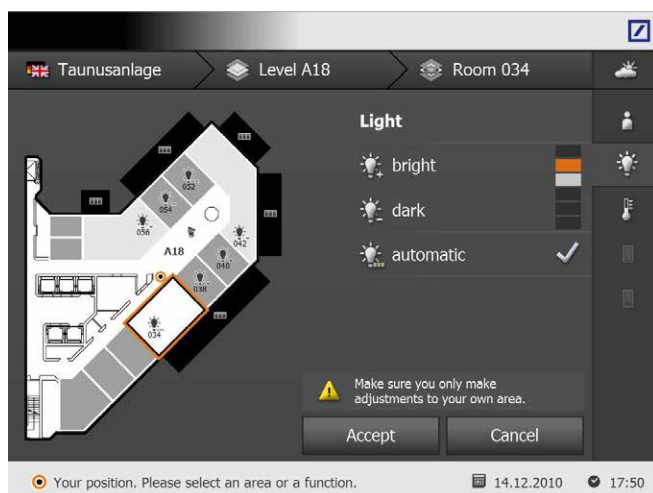 Taunusanlage
Level A18
Room 034
Light
bright
dark
automatic
052
054
056
042
A18
040
038
034
Make sure you only make
adjustments to your own area.
Accept
Cancel
Your position. Please select an area or a function.
14.12.2010
17:50